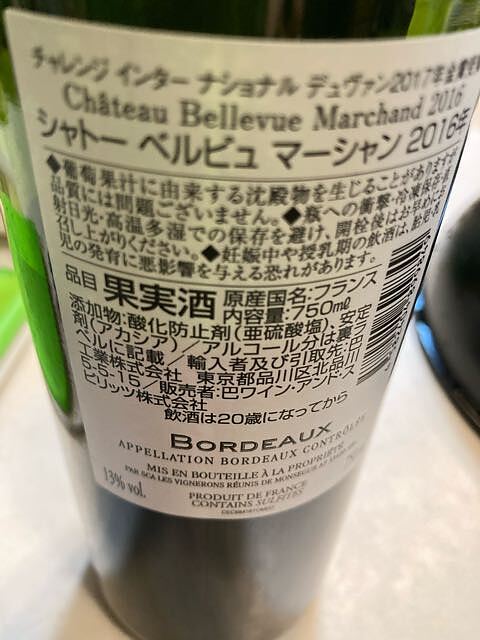 チャレンジ インターナショナル デュヴァン2017年金賞受
Château Bellevue Marchand 2016
シャトー ベルビュ マーシャン 2016年
◆葡萄果汁に由来する沈殿物を生じることがありますが
品質には問題ございません。◆瓶への衝撃・冷凍保存・直
射日光・高温多湿での保存を避け、開栓後はお早めにお
召し上がりください。◆妊娠中や授乳期の飲酒は、胎児・乳
児の発育に悪影響を与える恐れがあります。
品目 果実酒 原産国名:フランス
内容量:750mℓ
添加物:酸化防止剤(亜硫酸塩)、安定
剤(アカシア)/アルコール分は裏ラ
ベルに記載/輸入者及び引取先:巴
工業株式会社 東京都品川区北品川
5-5-15/販売者:巴ワイン・アンド・ス
ピリッツ株式会社
飲酒は20歳になってから
BORDEAUX
APPELLATION BORDEAUX CONTRÔLÉE
MIS EN BOUTEILLE À LA PROPRIÉTÉ
PAR SCA LES VIGNERONS RÉUNIS DE MONSEGUR
13% vol.
PRODUIT DE FRANCE
CONTAINS SULFITES